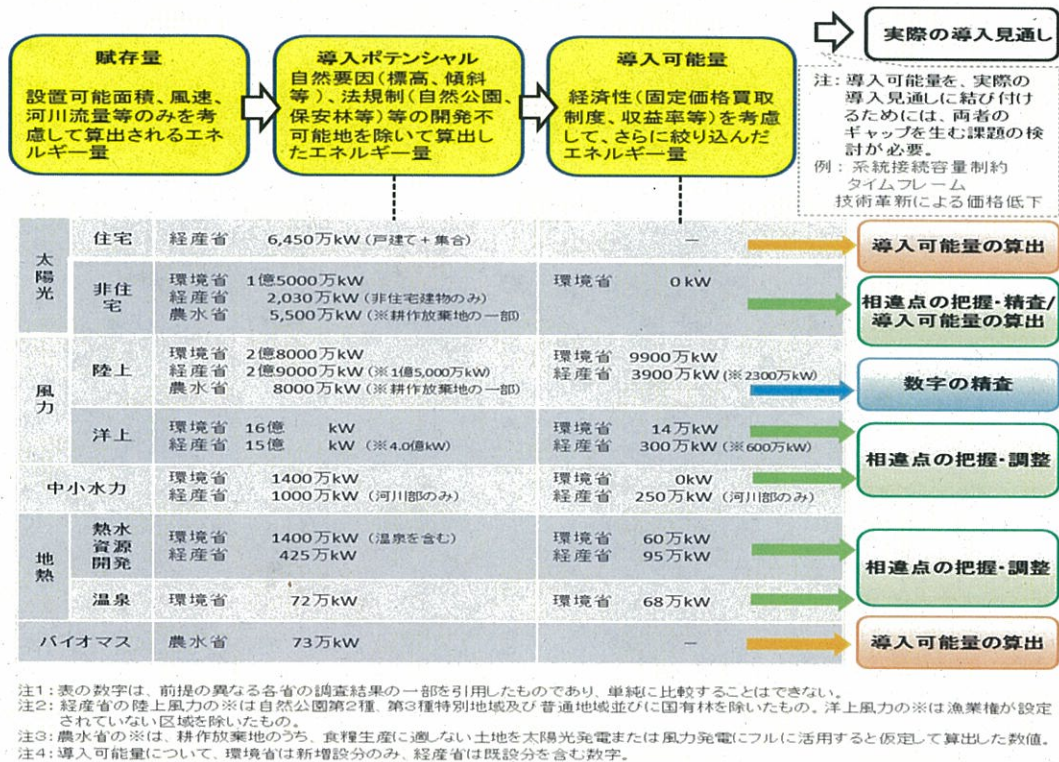 賦存量
設置可能面積、風速、
河川流量等のみを考
慮して算出されるエネ
ルギー量
導入ポテンシャル
自然要因(標高、傾斜
等)、法規制(自然公園、
保安林等)等の開発不
可能地を除いて算出し
たエネルギー量
導入可能量
経済性(固定価格買取
制度、収益率等)を考慮
して、さらに絞り込んだ
エネルギー量
実際の導入見通し
注:導入可能量を、実際の
導入見通しに結び付け
るためには、両者の
ギャップを生む課題の検
討が必要。
例:系統接続容量制約
タイムフレーム
技術革新による価格低下
太陽光
住宅 経産省 6,450万kW(戸建て+集合) − 導入可能量の算出
非住宅
環境省 1億5000万kW 環境省 0kW
経産省 2,030万kW(非住宅建物のみ)
農水省 5,500万kW(※耕作放棄地の一部)
相違点の把握・精査/
導入可能量の算出
風力
陸上
環境省 2億8000万kW 環境省 9900万kW
経産省 2億9000万kW(※1億5,000万kW) 経産省 3900万kW(※2300万kW)
農水省 8000万kW(※耕作放棄地の一部)
数字の精査
洋上
環境省 16億 kW 環境省 14万kW
経産省 15億 kW(※4.0億kW) 経産省 300万kW(※600万kW)
中小水力
環境省 1400万kW 環境省 0kW
経産省 1000万kW(河川部のみ) 経産省 250万kW(河川部のみ)
相違点の把握・調整
地熱
熱水
資源
開発
環境省 1400万kW(温泉を含む) 環境省 60万kW
経産省 425万kW 経産省 95万kW
相違点の把握・調整
温泉 環境省 72万kW 環境省 68万kW
バイオマス 農水省 73万kW − 導入可能量の算出
注1:表の数字は、前提の異なる各省の調査結果の一部を引用したものであり、単純に比較することはできない。
注2:経産省の陸上風力の※は自然公園第2種、第3種特別地域及び普通地域並びに国有林を除いたもの。洋上風力の※は漁業権が設定
されていない区域を除いたもの。
注3:農水省の※は、耕作放棄地のうち、食糧生産に適しない土地を太陽光発電または風力発電にフルに活用すると仮定して算出した数値。
注4:導入可能量について、環境省は新増設分のみ、経産省は既設分を含む数字。